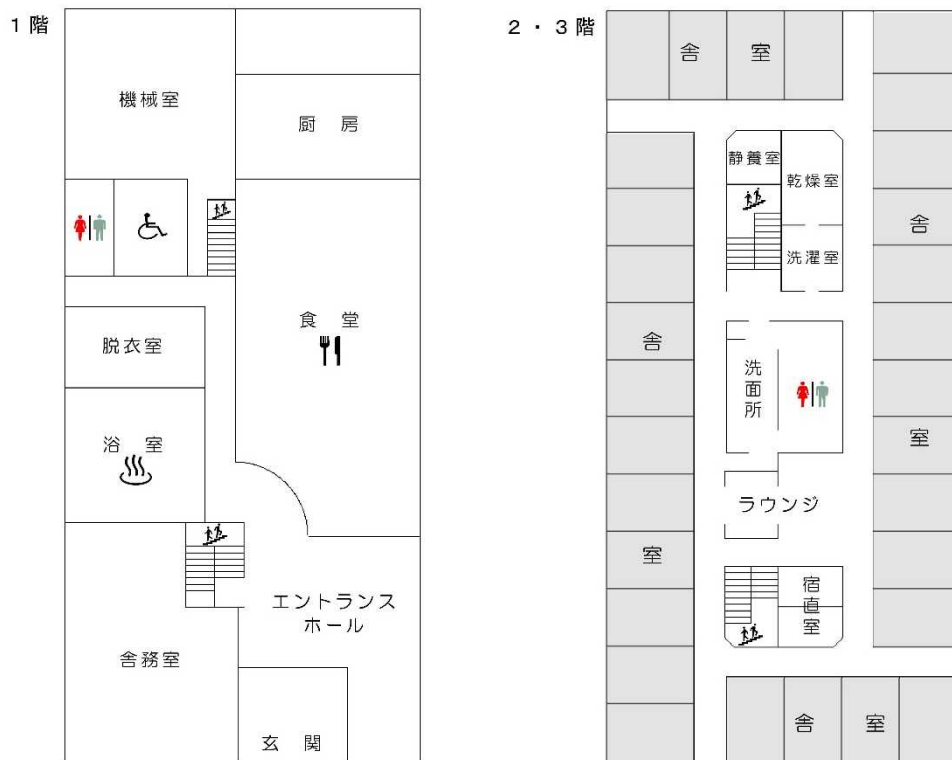 1階
機械室
厨 房
食 堂
脱衣室
浴 室
エントランス
ホール
舎務室
玄 関
2・3階
舎 室
静養室
乾燥室
洗濯室
舎 室
洗面所
舎 室
ラウンジ
宿直室
舎 室